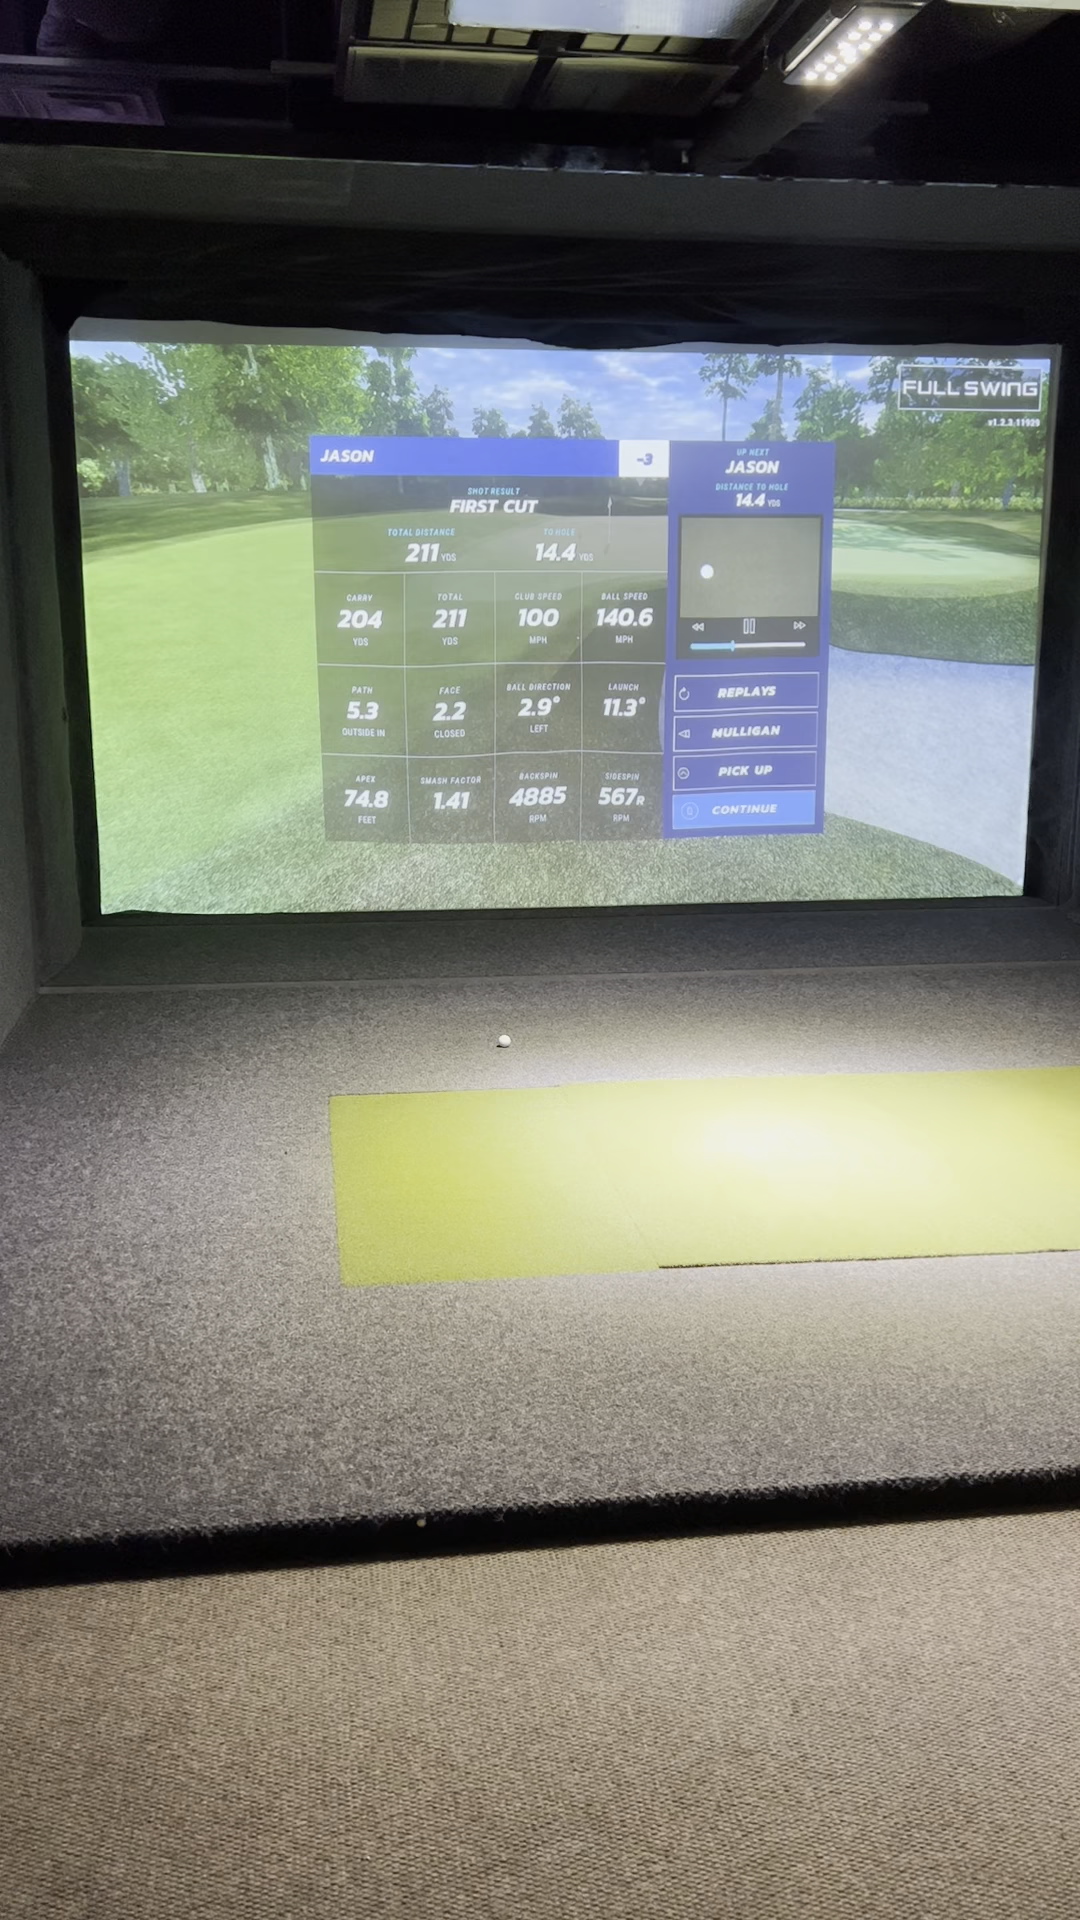 FULL SWING
v1.2.3.11929
JASON
-3
SHOT RESULT
FIRST CUT
TOTAL DISTANCE
211 YDS
TO HOLE
14.4 YDS
CARRY
204
YDS
TOTAL
211
YDS
CLUB SPEED
100
MPH
BALL SPEED
140.6
MPH
PATH
5.3
OUTSIDE IN
FACE
2.2
CLOSED
BALL DIRECTION
2.9°
LEFT
LAUNCH
11.3°
APEX
74.8
FEET
SMASH FACTOR
1.41
BACKSPIN
4885
RPM
SIDESPIN
567R
RPM
UP NEXT
JASON
DISTANCE TO HOLE
14.4 YDS
REPLAYS
MULLIGAN
PICK UP
CONTINUE